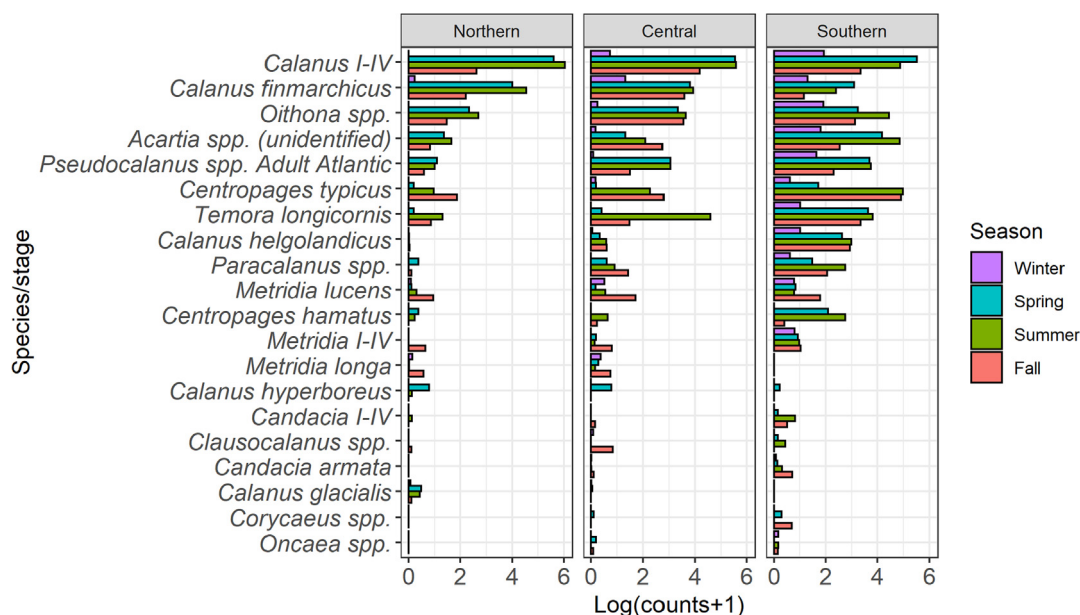 Northern Central Southern
Species/stage
Calanus I-IV
Calanus finmarchicus
Oithona spp.
Acartia spp. (unidentified)
Pseudocalanus spp. Adult Atlantic
Centropages typicus
Temora longicornis
Calanus helgolandicus
Paracalanus spp.
Metridia lucens
Centropages hamatus
Metridia I-IV
Metridia longa
Calanus hyperboreus
Candacia I-IV
Clausocalanus spp.
Candacia armata
Calanus glacialis
Corycaeus spp.
Oncaea spp.
0 2 4 6 0 2 4 6 0 2 4 6
Log(counts+1)
Season
Winter
Spring
Summer
Fall